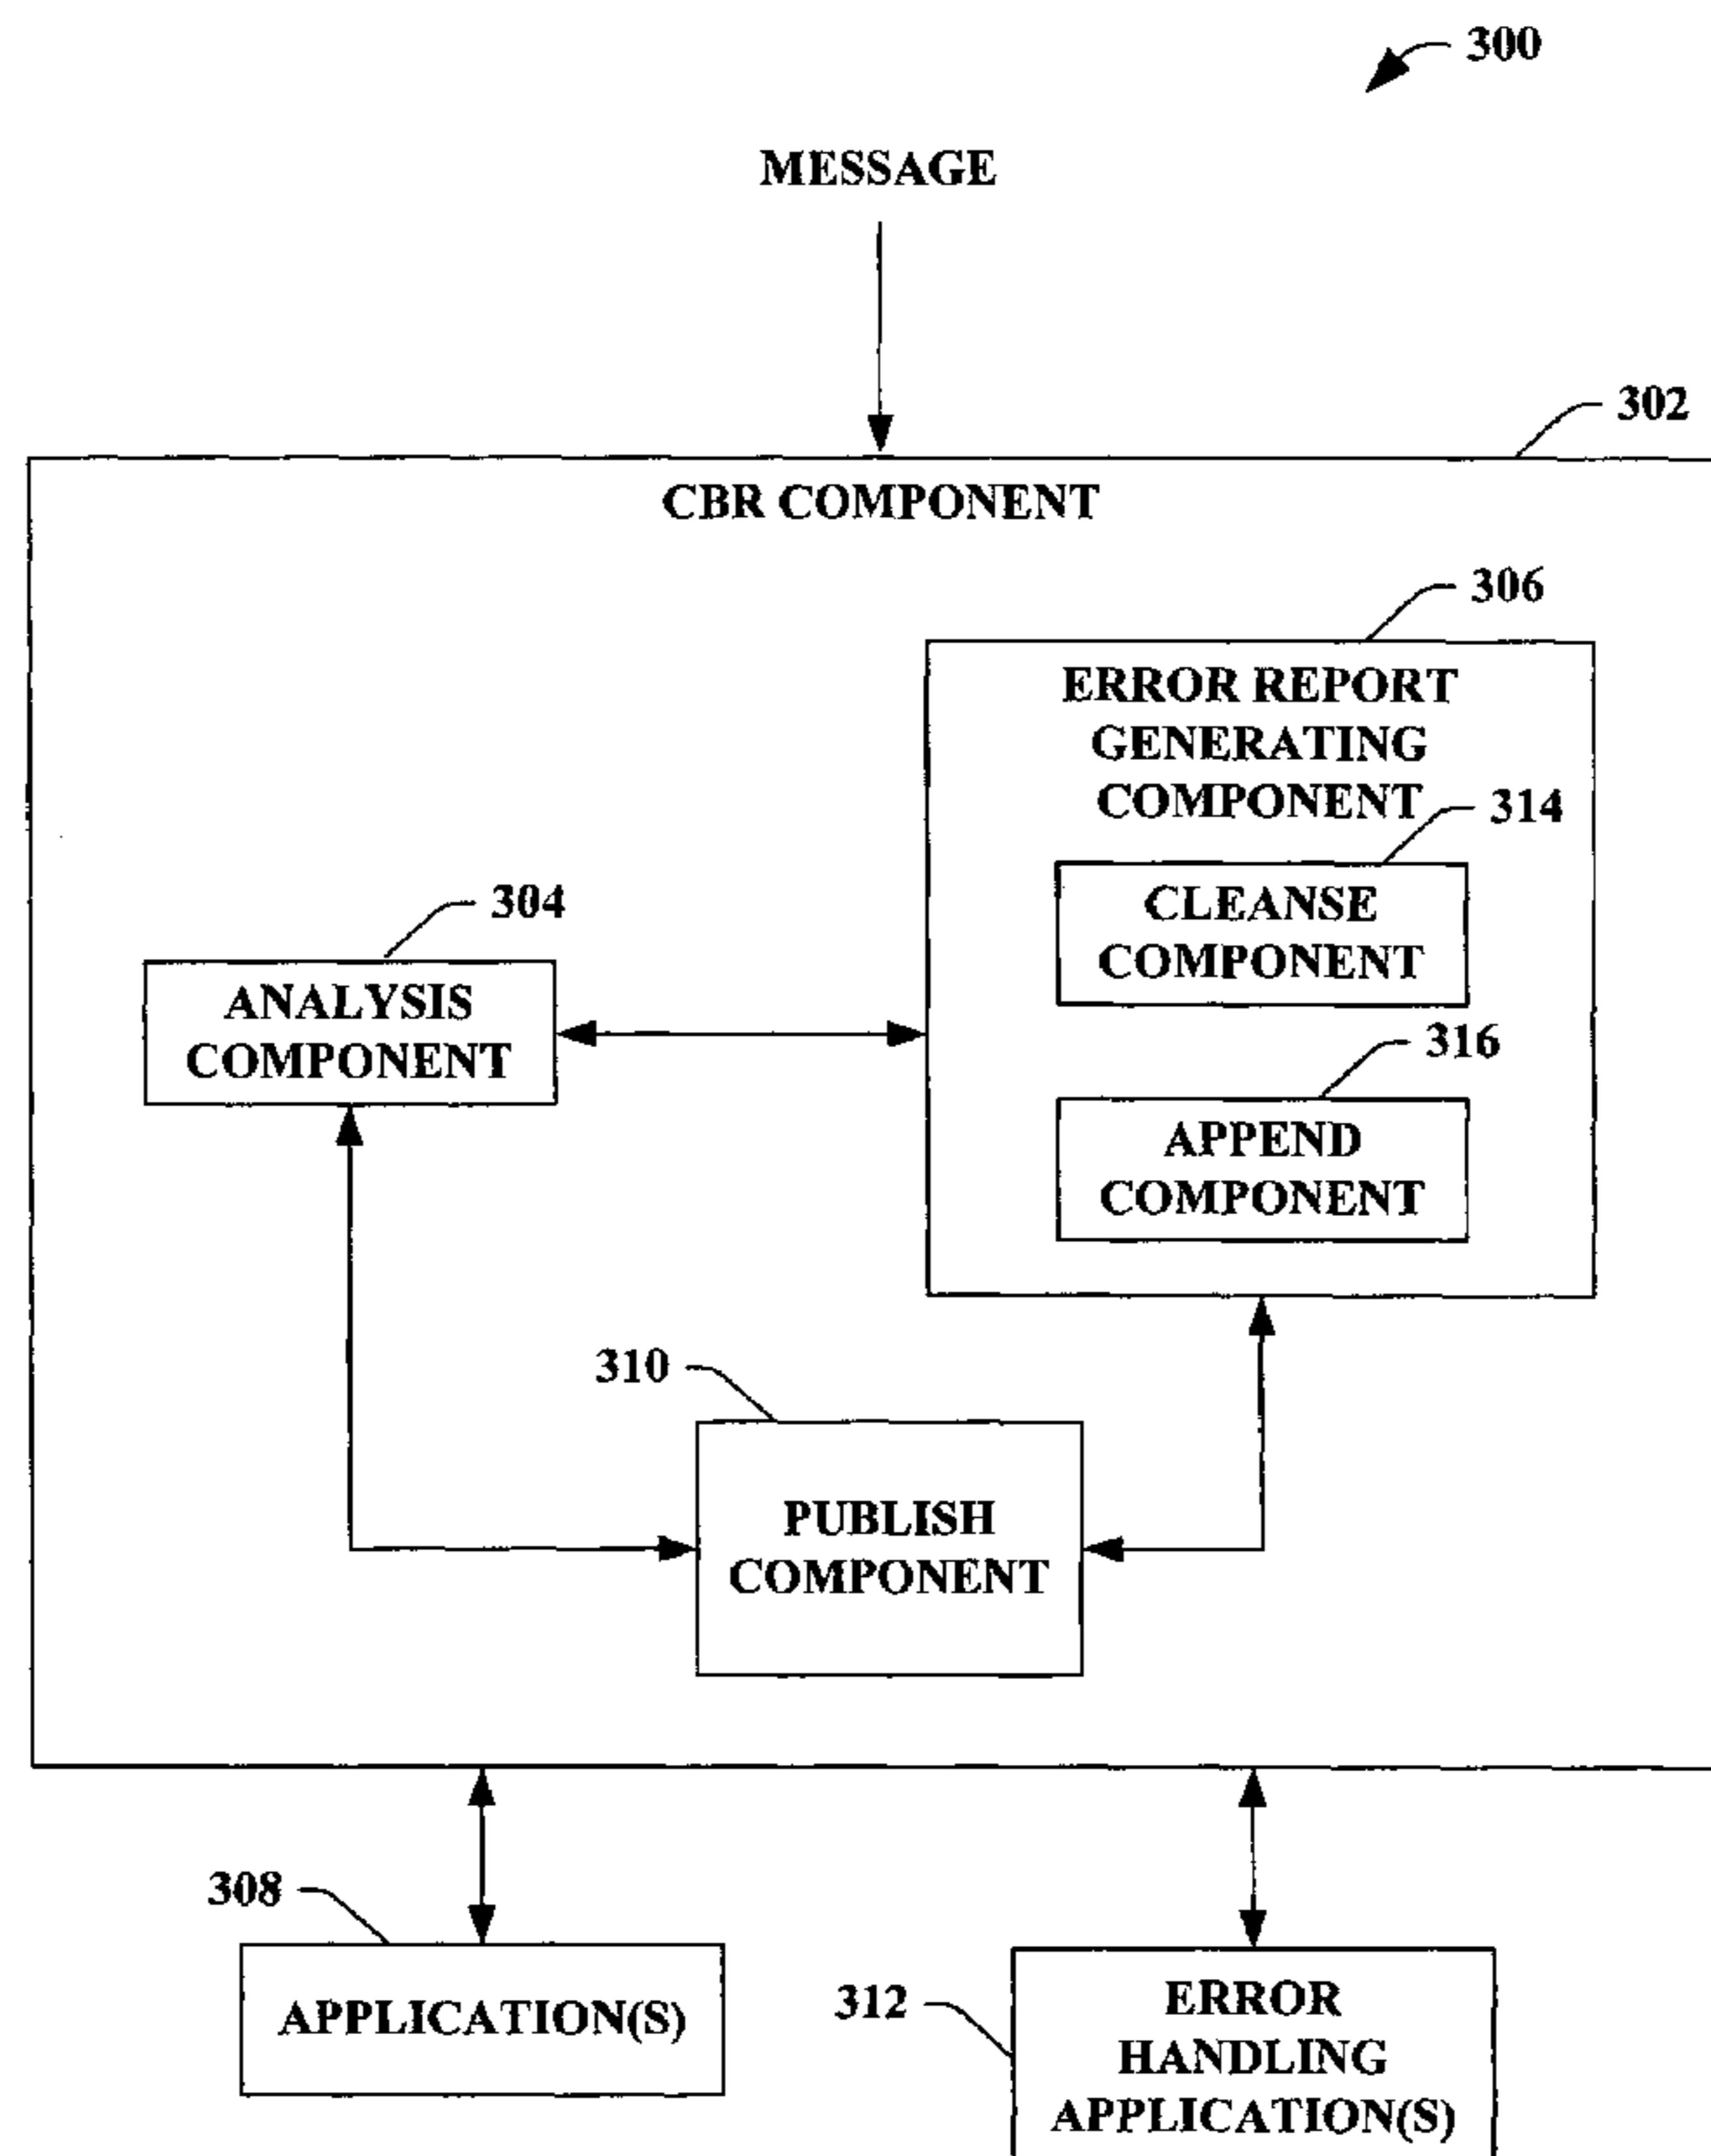 300
MESSAGE
302
CBR COMPONENT
306
ERROR REPORT
GENERATING
COMPONENT
314
CLEANSE
COMPONENT
304
ANALYSIS
COMPONENT
316
APPEND
COMPONENT
310
PUBLISH
COMPONENT
308
APPLICATION(S)
312
ERROR
HANDLING
APPLICATION(S)